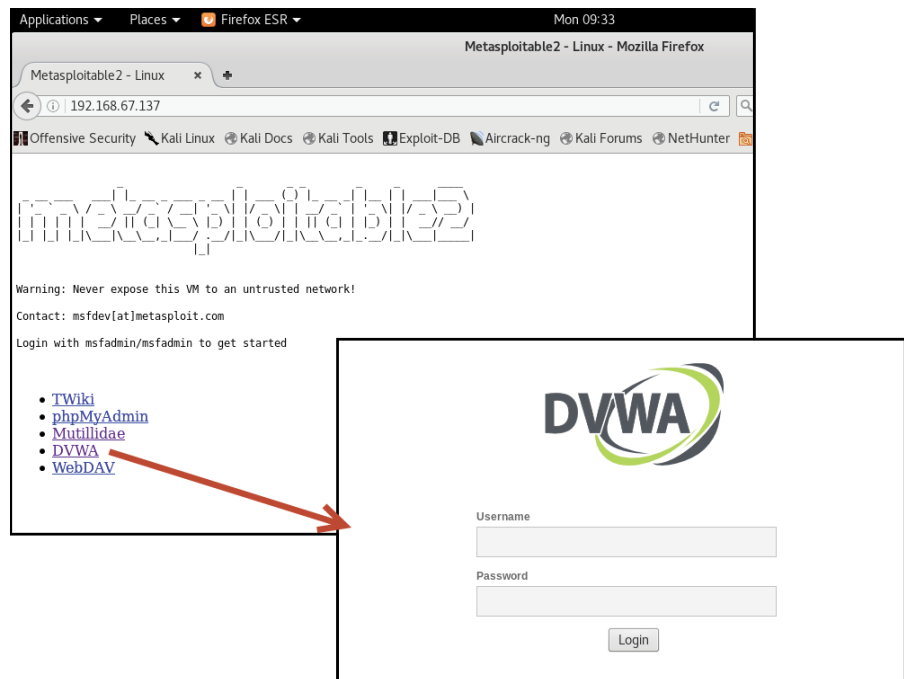 Applications Places Firefox ESR Mon 09:33
Metasploitable2 - Linux - Mozilla Firefox
Metasploitable2 - Linux
192.168.67.137
Offensive Security Kali Linux Kali Docs Kali Tools Exploit-DB Aircrack-ng Kali Forums NetHunter
metasploitable2
Warning: Never expose this VM to an untrusted network!
Contact: msfdev[at]metasploit.com
Login with msfadmin/msfadmin to get started
TWiki
phpMyAdmin
Mutillidae
DVWA
WebDAV
DVWA
Username
Password
Login